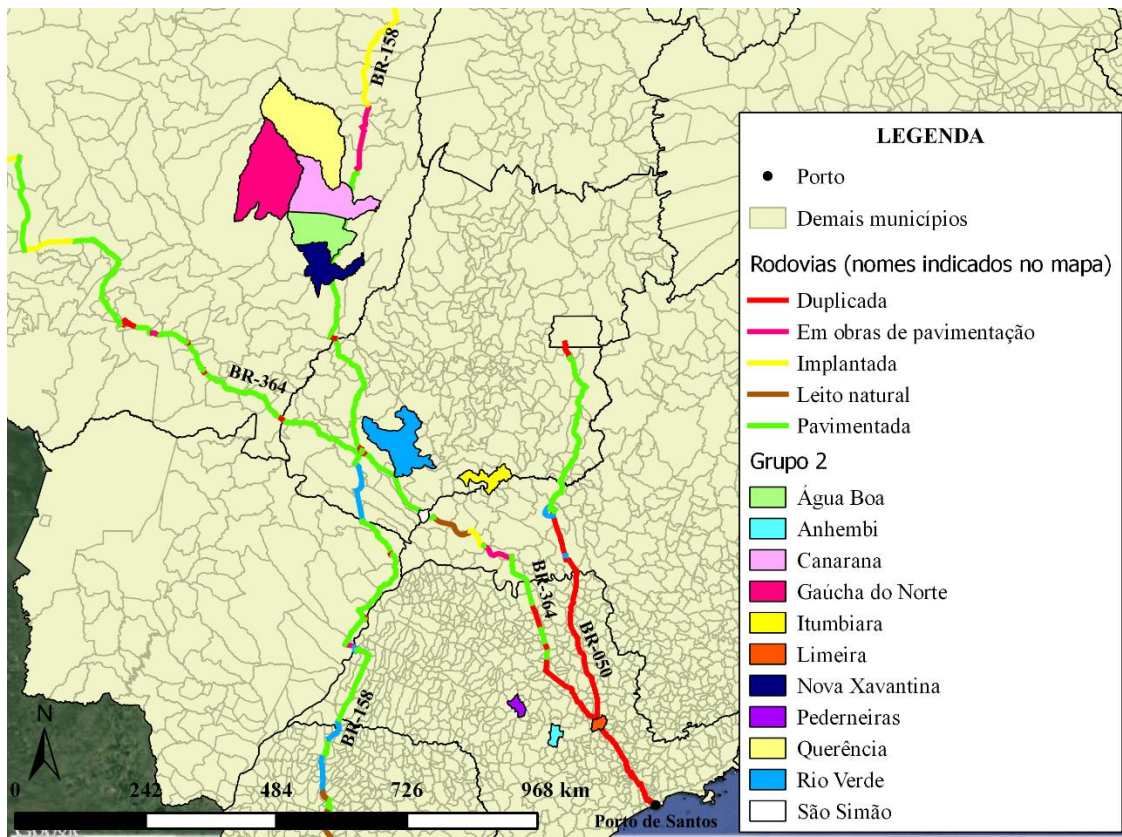 BR-158
BR-364
BR-364
BR-050
BR-158
N
0
242
484
726
968 km
Porto de Santos
LEGENDA
Porto
Demais municípios
Rodovias (nomes indicados no mapa)
Duplicada
Em obras de pavimentação
Implantada
Leito natural
Pavimentada
Grupo 2
Água Boa
Anhembi
Canarana
Gaúcha do Norte
Itumbiara
Limeira
Nova Xavantina
Pederneiras
Querência
Rio Verde
São Simão